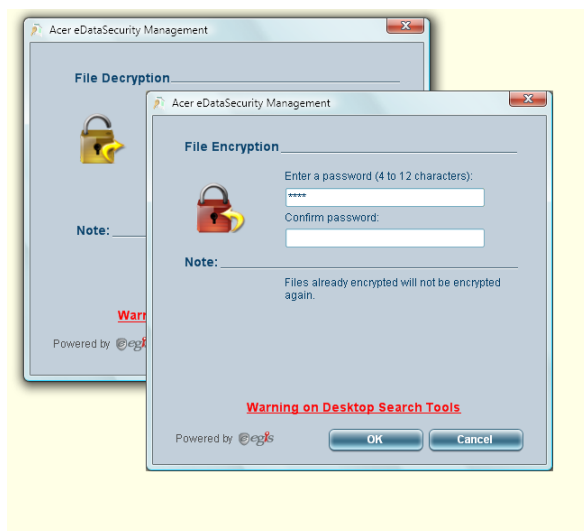 Acer eDataSecurity Management
File Decryption
Note:
Powered by egis
Acer eDataSecurity Management
File Encryption
Enter a password (4 to 12 characters):
****
Confirm password:
Note:
Files already encrypted will not be encrypted
again.
Warning on Desktop Search Tools
Powered by egis
OK
Cancel